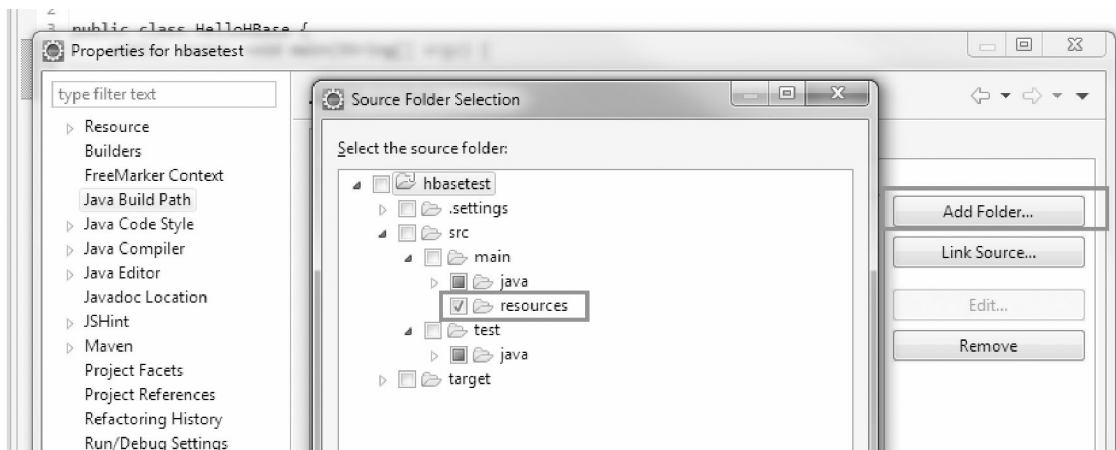 2
3 public class HelloHBase {
Properties for hbasetest
type filter text
Resource
Builders
FreeMarker Context
Java Build Path
Java Code Style
Java Compiler
Java Editor
Javadoc Location
JSHint
Maven
Project Facets
Project References
Refactoring History
Run/Debug Settings
Source Folder Selection
Select the source folder:
hbasetest
.settings
src
main
java
resources
test
java
target
Add Folder...
Link Source...
Edit...
Remove